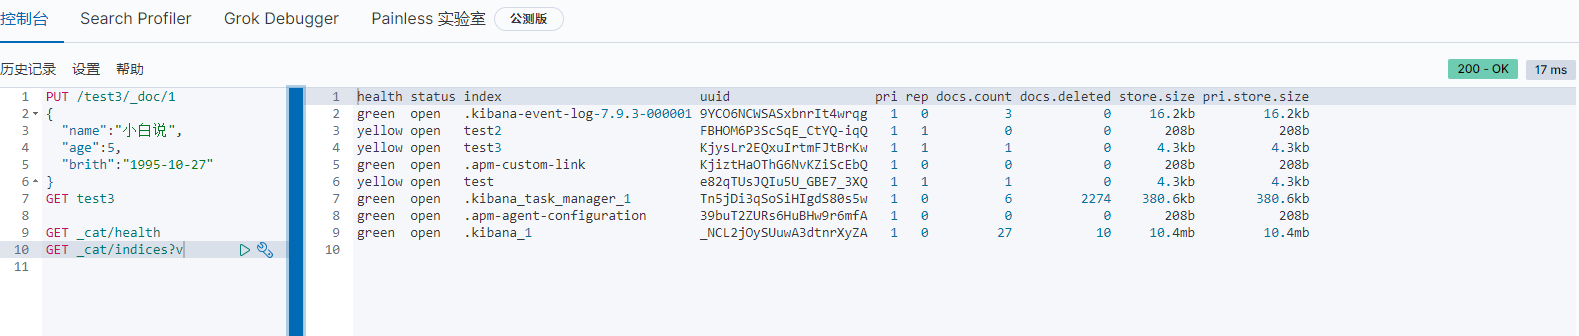 控制台 Search Profiler Grok Debugger Painless 实验室 公测版
历史记录 设置 帮助 200 - OK 17 ms
1 PUT /test3/_doc/1
2 {
3 "name":"小白说",
4 "age":5,
5 "brith":"1995-10-27"
6 }
7 GET test3
8
9 GET _cat/health
10 GET _cat/indices?v
11
1 health status index uuid pri rep docs.count docs.deleted store.size pri.store.size
2 green open .kibana-event-log-7.9.3-000001 9YCO6NCWSASxbnrIt4wrqg 1 0 3 0 16.2kb 16.2kb
3 yellow open test2 FBHOM6P3ScSqE_CtYQ-iqQ 1 1 0 0 208b 208b
4 yellow open test3 KjysLr2EQxuIrtmFJtBrKw 1 1 1 0 4.3kb 4.3kb
5 green open .apm-custom-link KjiztHaOThG6NvKZiScEbQ 1 0 0 0 208b 208b
6 yellow open test e82qTUsJQIu5U_GBE7_3XQ 1 1 1 0 4.3kb 4.3kb
7 green open .kibana_task_manager_1 Tn5jDi3qSoSiHIgdS80s5w 1 0 6 2274 380.6kb 380.6kb
8 green open .apm-agent-configuration 39buT2ZURs6HuBHw9r6mfA 1 0 0 0 208b 208b
9 green open .kibana_1 _NCL2jOySUuwA3dtnrXyZA 1 0 27 10 10.4mb 10.4mb
10